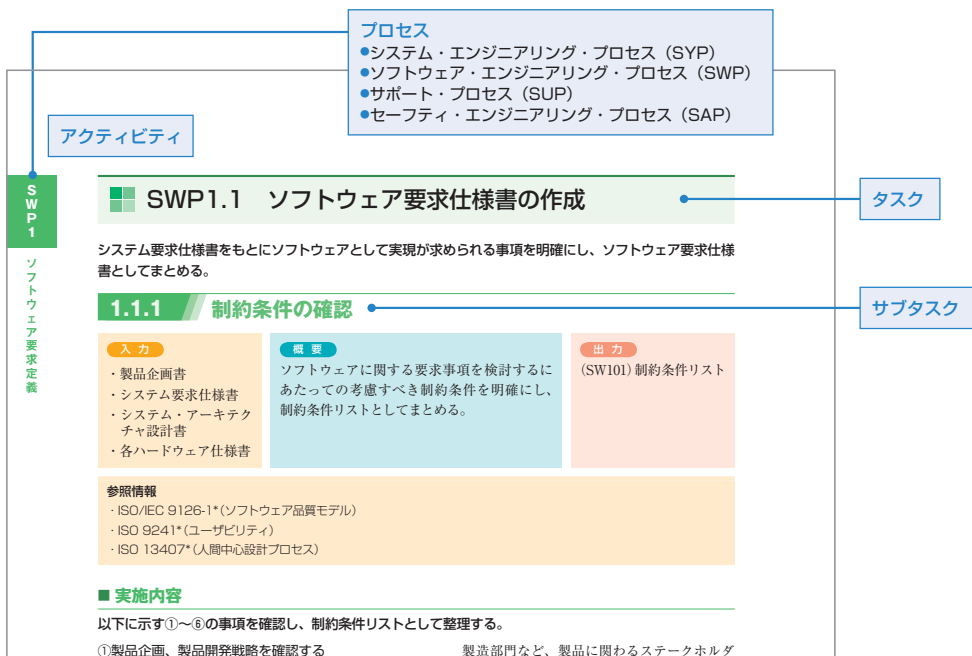 プロセス
●システム・エンジニアリング・プロセス（SYP）
●ソフトウェア・エンジニアリング・プロセス（SWP）
●サポート・プロセス（SUP）
●セーフティ・エンジニアリング・プロセス（SAP）
アクティビティ
SWP1
ソフトウェア要求定義
SWP1.1　ソフトウェア要求仕様書の作成
タスク
システム要求仕様書をもとにソフトウェアとして実現が求められる事項を明確にし、ソフトウェア要求仕様
書としてまとめる。
1.1.1 制約条件の確認
サブタスク
入力
・製品企画書
・システム要求仕様書
・システム・アーキテク
チャ設計書
・各ハードウェア仕様書
概要
ソフトウェアに関する要求事項を検討するに
あたっての考慮すべき制約条件を明確にし、
制約条件リストとしてまとめる。
出力
(SW101) 制約条件リスト
参照情報
・ISO/IEC 9126-1*（ソフトウェア品質モデル）
・ISO 9241*（ユーザビリティ）
・ISO 13407*（人間中心設計プロセス）
■ 実施内容
以下に示す①～⑥の事項を確認し、制約条件リストとして整理する。
①製品企画、製品開発戦略を確認する
製造部門など、製品に関わるステークホルダ